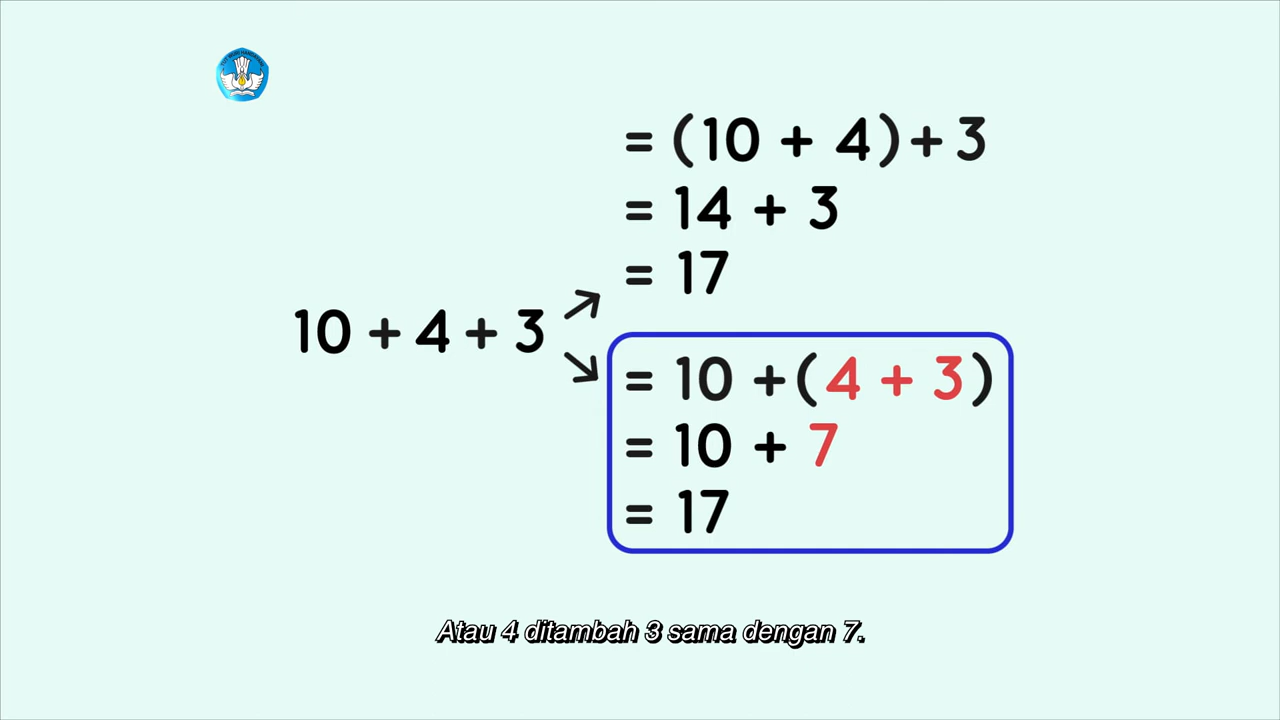 = (10 + 4) + 3
= 14 + 3
= 17
10 + 4 + 3
= 10 + (4 + 3)
= 10 + 7
= 17
Atau 4 ditambah 3 sama dengan 7.